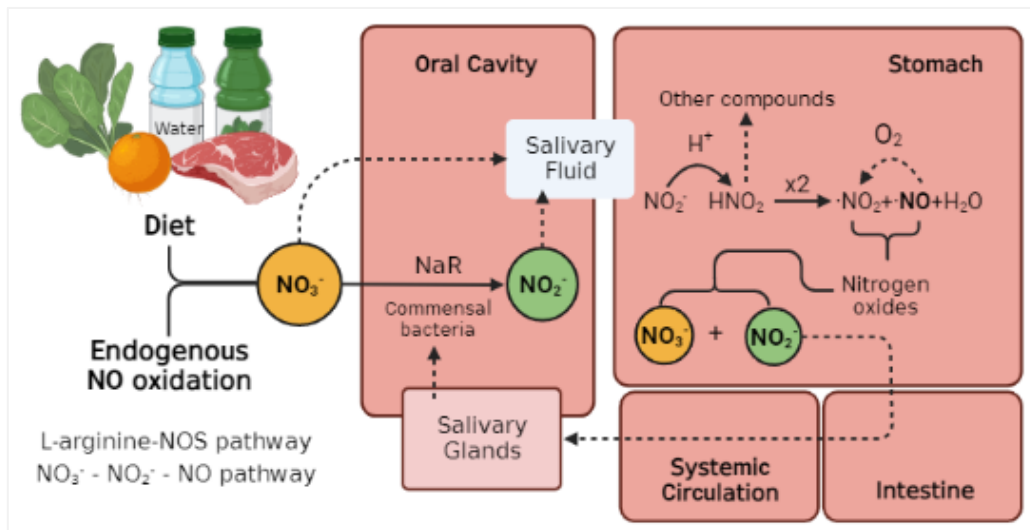 Water
Diet
Endogenous
NO oxidation
L-arginine-NOS pathway
NO₃⁻ - NO₂⁻ - NO pathway
NO₃⁻
Oral Cavity
Salivary
Fluid
NaR
Commensal
bacteria
NO₂⁻
Salivary
Glands
Stomach
Other compounds
H⁺
O₂
NO₂⁻ HNO₂ x2 ·NO₂+·NO+H₂O
Nitrogen
oxides
NO₃⁻ + NO₂⁻
Systemic
Circulation
Intestine